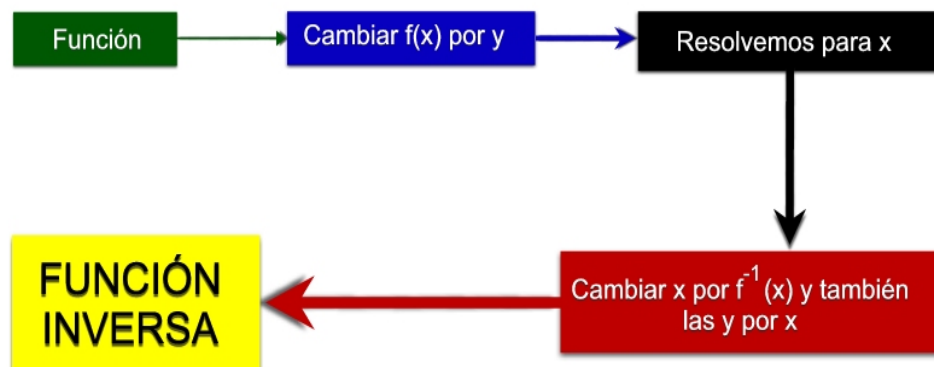 Función
Cambiar f(x) por y
Resolvemos para x
Cambiar x por f⁻¹(x) y también
las y por x
FUNCIÓN
INVERSA